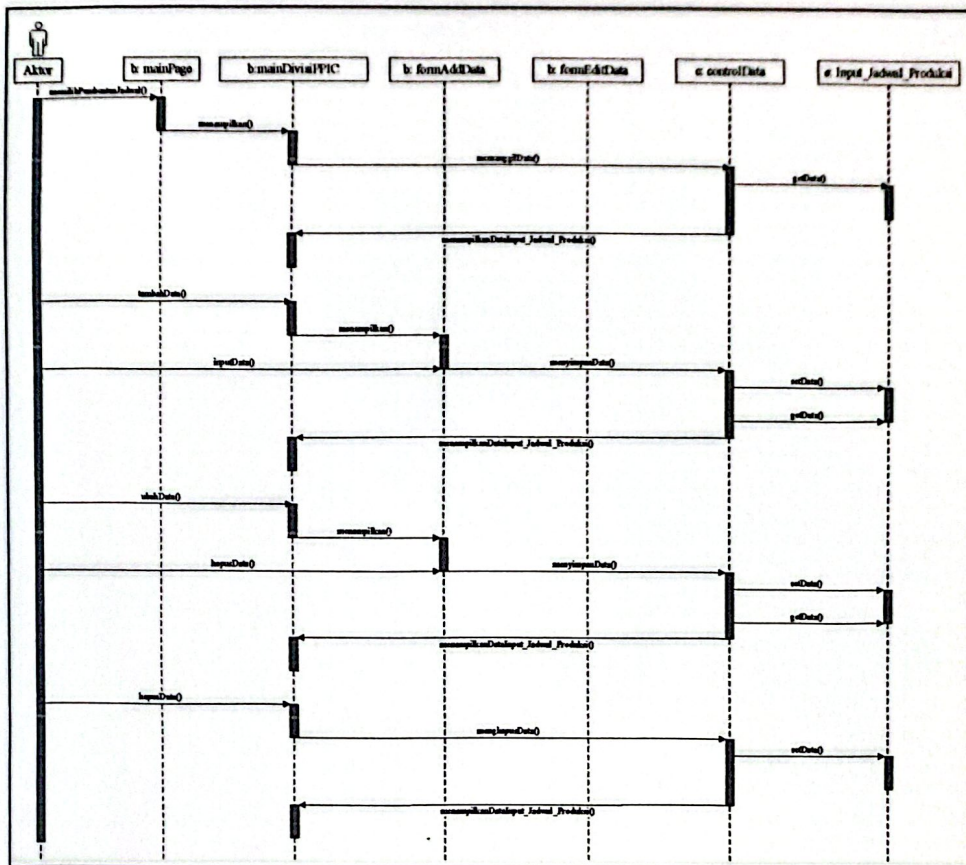 Aktor
b: mainPage
b:mainDivisiPPIC
b: formAddData
b: formEditData
c: controlData
e: Input_Jadwal_Produksi
memilihPembuatanJadwal()
menampilkan()
memanggilData()
getData()
menampilkanDataInput_Jadwal_Produksi()
tambahData()
menampilkan()
inputData()
menyimpanData()
setData()
getData()
menampilkanDataInput_Jadwal_Produksi()
ubahData()
menampilkan()
hapusData()
menyimpanData()
setData()
getData()
menampilkanDataInput_Jadwal_Produksi()
hapusData()
menghapusData()
setData()
menampilkanDataInput_Jadwal_Produksi()